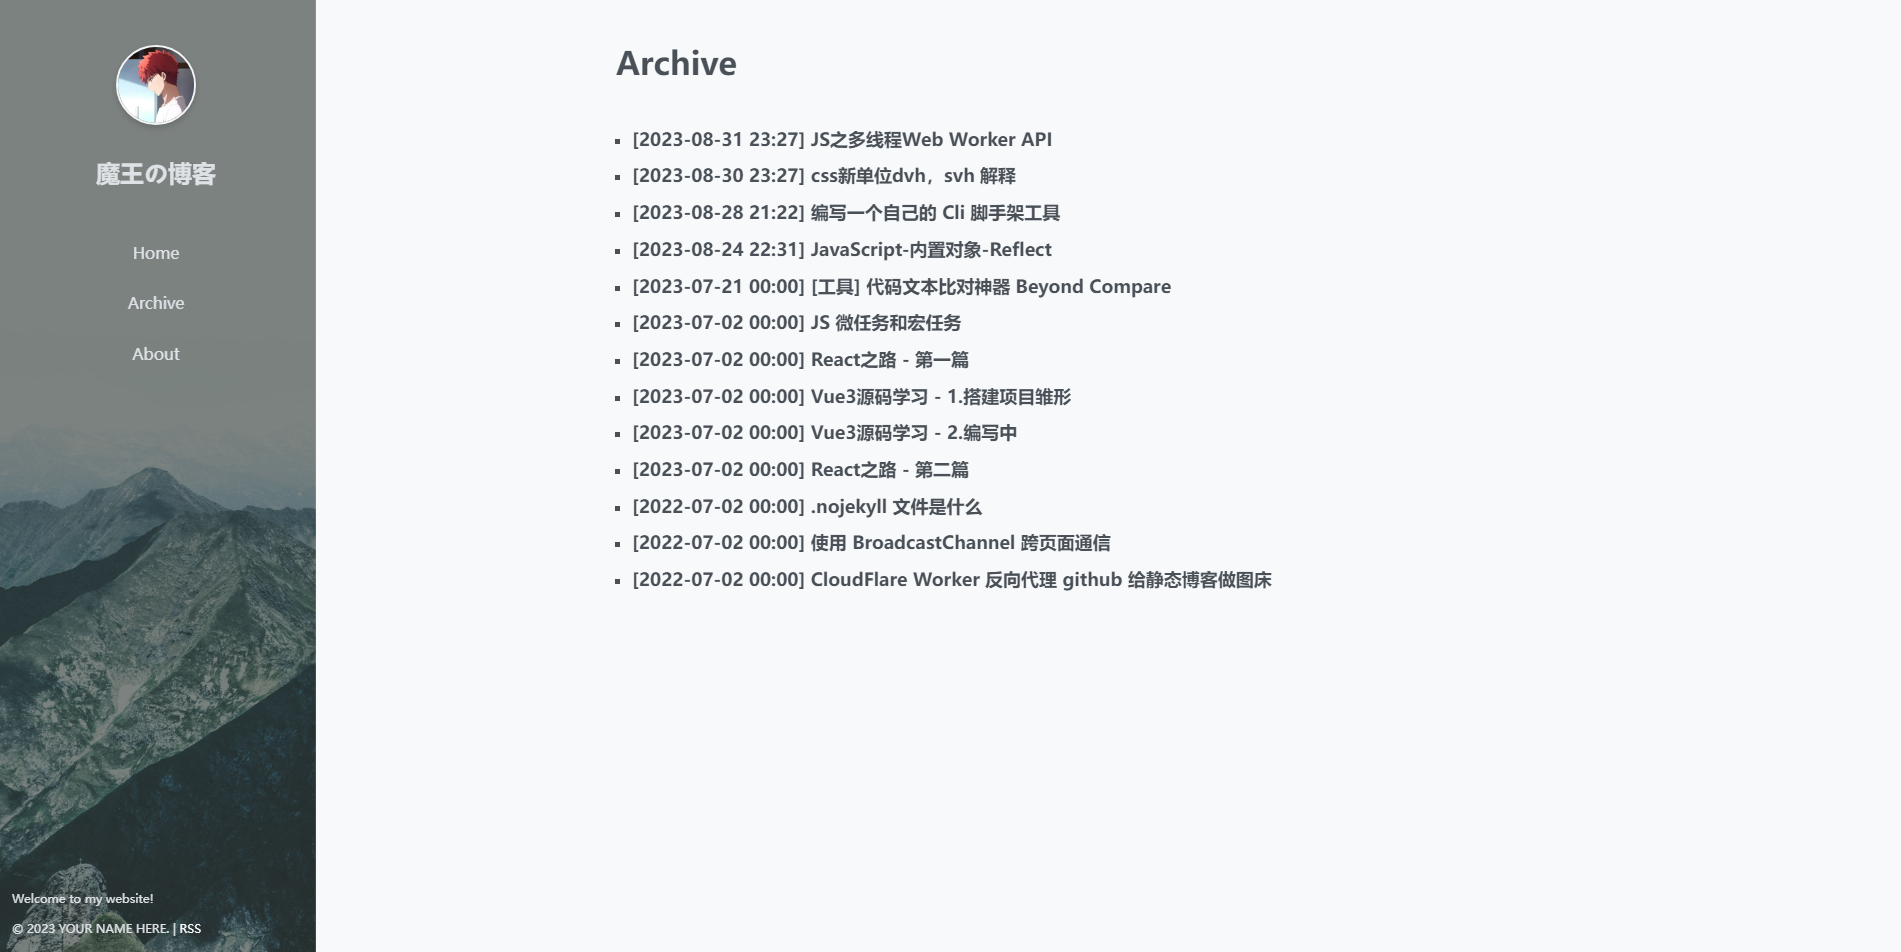 魔王の博客
Home
Archive
About
Welcome to my website!
© 2023 YOUR NAME HERE. | RSS
Archive
[2023-08-31 23:27] JS之多线程Web Worker API
[2023-08-30 23:27] css新单位dvh，svh 解释
[2023-08-28 21:22] 编写一个自己的 Cli 脚手架工具
[2023-08-24 22:31] JavaScript-内置对象-Reflect
[2023-07-21 00:00] [工具] 代码文本比对神器 Beyond Compare
[2023-07-02 00:00] JS 微任务和宏任务
[2023-07-02 00:00] React之路 - 第一篇
[2023-07-02 00:00] Vue3源码学习 - 1.搭建项目雏形
[2023-07-02 00:00] Vue3源码学习 - 2.编写中
[2023-07-02 00:00] React之路 - 第二篇
[2022-07-02 00:00] .nojekyll 文件是什么
[2022-07-02 00:00] 使用 BroadcastChannel 跨页面通信
[2022-07-02 00:00] CloudFlare Worker 反向代理 github 给静态博客做图床